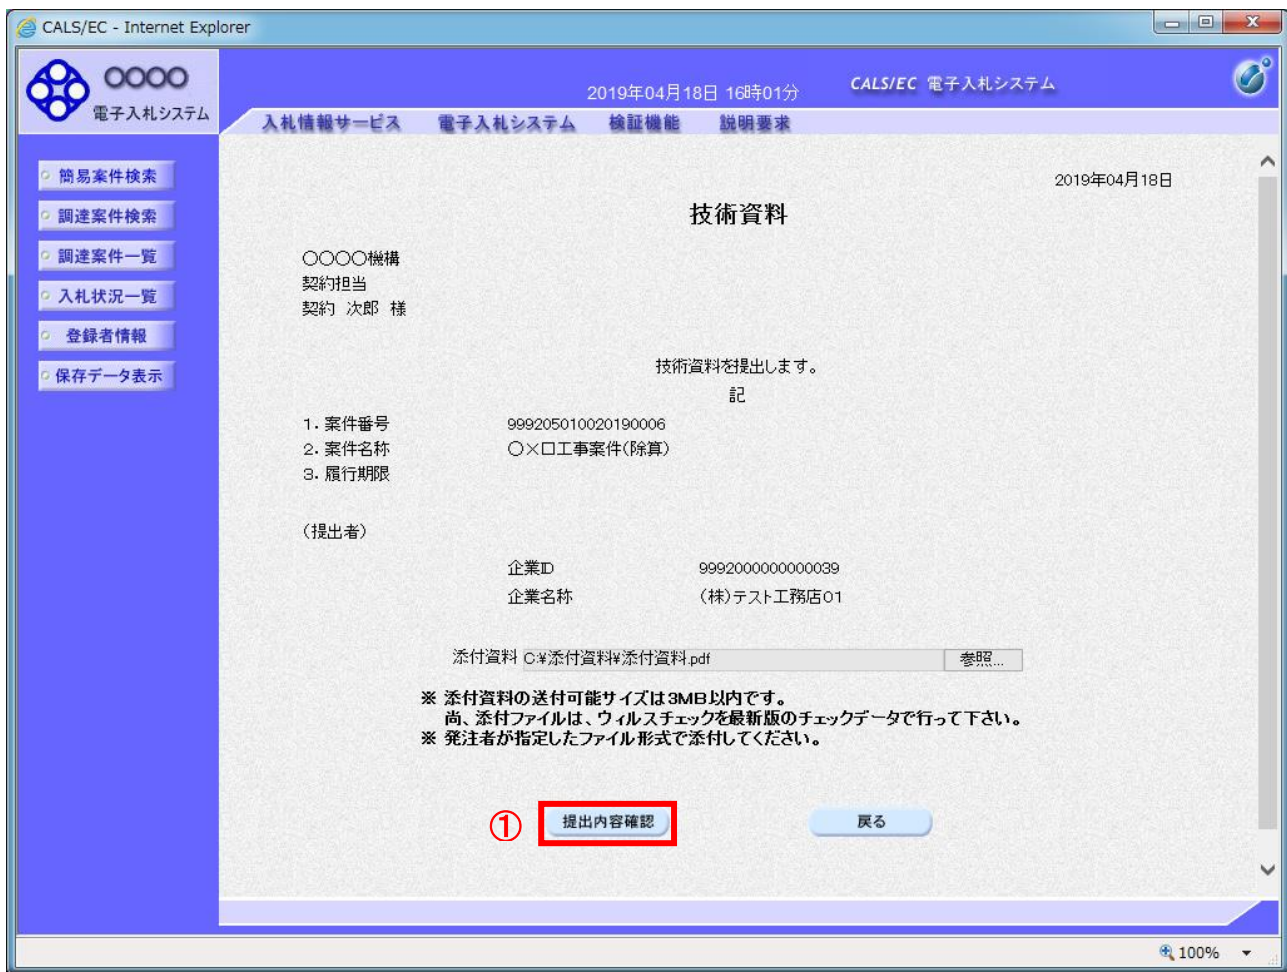 CALS/EC - Internet Explorer
〇〇〇〇
電子入札システム
2019年04月18日 16時01分
CALS/EC 電子入札システム
入札情報サービス 電子入札システム 検証機能 説明要求
簡易案件検索
調達案件検索
調達案件一覧
入札状況一覧
登録者情報
保存データ表示
2019年04月18日
技術資料
〇〇〇〇機構
契約担当
契約 次郎 様
技術資料を提出します。
記
1. 案件番号 999205010020190006
2. 案件名称 〇×口工事案件(除算)
3. 履行期限
(提出者)
企業ID 9992000000000039
企業名称 (株)テスト工務店01
添付資料 C:¥添付資料¥添付資料.pdf 参照...
※ 添付資料の送付可能サイズは3MB以内です。
尚、添付ファイルは、ウィルスチェックを最新版のチェックデータで行って下さい。
※ 発注者が指定したファイル形式で添付してください。
① 提出内容確認 戻る
100%